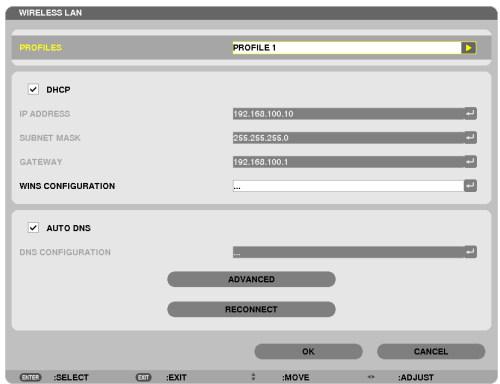 WIRELESS LAN
PROFILES PROFILE 1
DHCP
IP ADDRESS 192.168.100.10
SUBNET MASK 255.255.255.0
GATEWAY 192.168.100.1
WINS CONFIGURATION ...
AUTO DNS
DNS CONFIGURATION ...
ADVANCED
RECONNECT
OK CANCEL
ENTER :SELECT EXIT :EXIT :MOVE :ADJUST